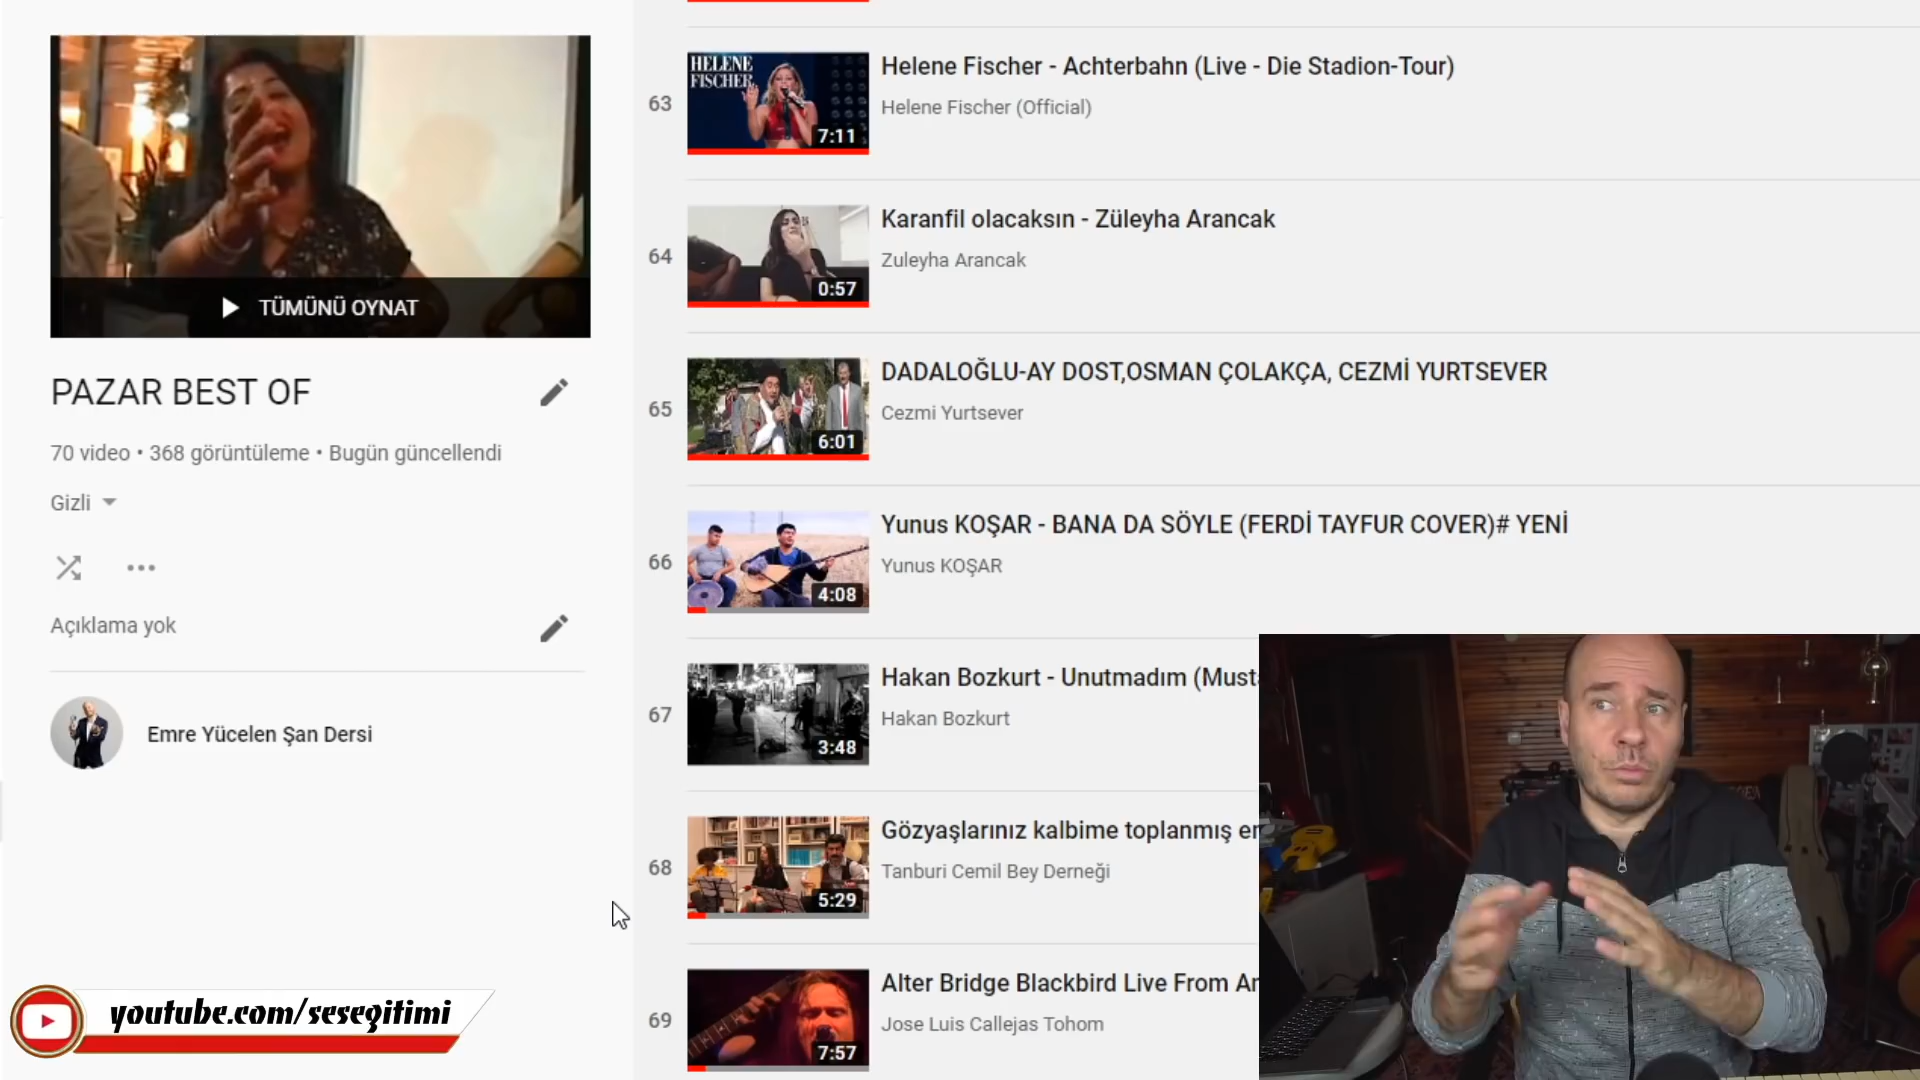 TÜMÜNÜ OYNAT
PAZAR BEST OF
70 video • 368 görüntüleme • Bugün güncellendi
Gizli
Açıklama yok
Emre Yücelen Şan Dersi
youtube.com/sesegitimi
63
HELENE
FISCHER
7:11
Helene Fischer - Achterbahn (Live - Die Stadion-Tour)
Helene Fischer (Official)
64
0:57
Karanfil olacaksın - Züleyha Arancak
Zuleyha Arancak
65
6:01
DADALOĞLU-AY DOST,OSMAN ÇOLAKÇA, CEZMİ YURTSEVER
Cezmi Yurtsever
66
4:08
Yunus KOŞAR - BANA DA SÖYLE (FERDİ TAYFUR COVER)# YENİ
Yunus KOŞAR
67
3:48
Hakan Bozkurt - Unutmadım (Must
Hakan Bozkurt
68
5:29
Gözyaşlarınız kalbime toplanmış
Tanburi Cemil Bey Derneği
69
7:57
Alter Bridge Blackbird Live From
Jose Luis Callejas Tohom